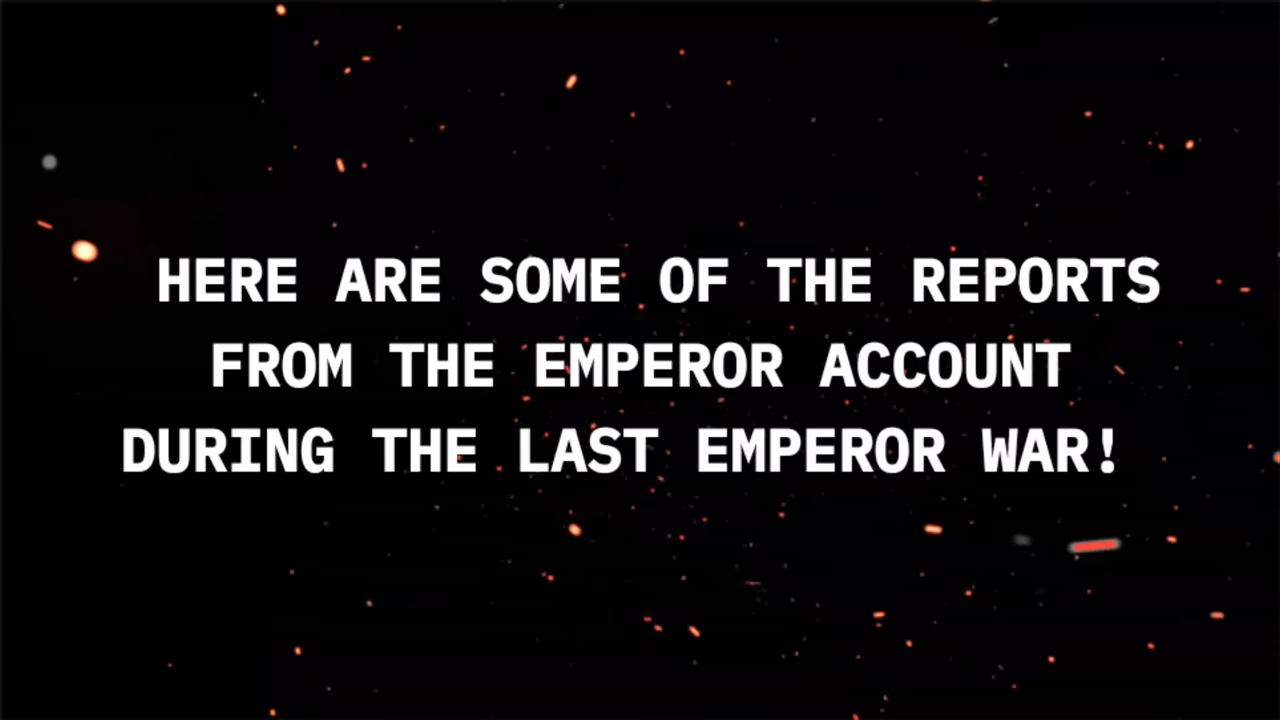 HERE ARE SOME OF THE REPORTS
FROM THE EMPEROR ACCOUNT
DURING THE LAST EMPEROR WAR!